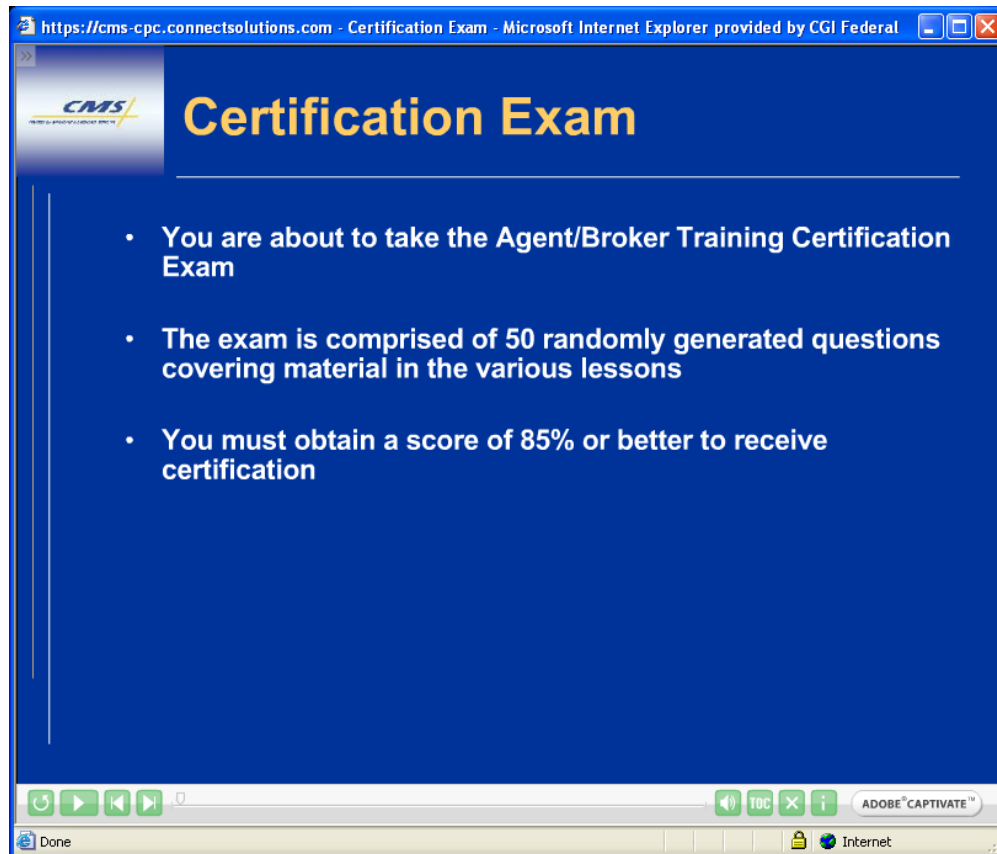 https://cms-cpc.connectsolutions.com - Certification Exam - Microsoft Internet Explorer provided by CGI Federal
»
CMS
Certification Exam
• You are about to take the Agent/Broker Training Certification
Exam
• The exam is comprised of 50 randomly generated questions
covering material in the various lessons
• You must obtain a score of 85% or better to receive
certification
TOC
i
ADOBE® CAPTIVATE™
Done
Internet